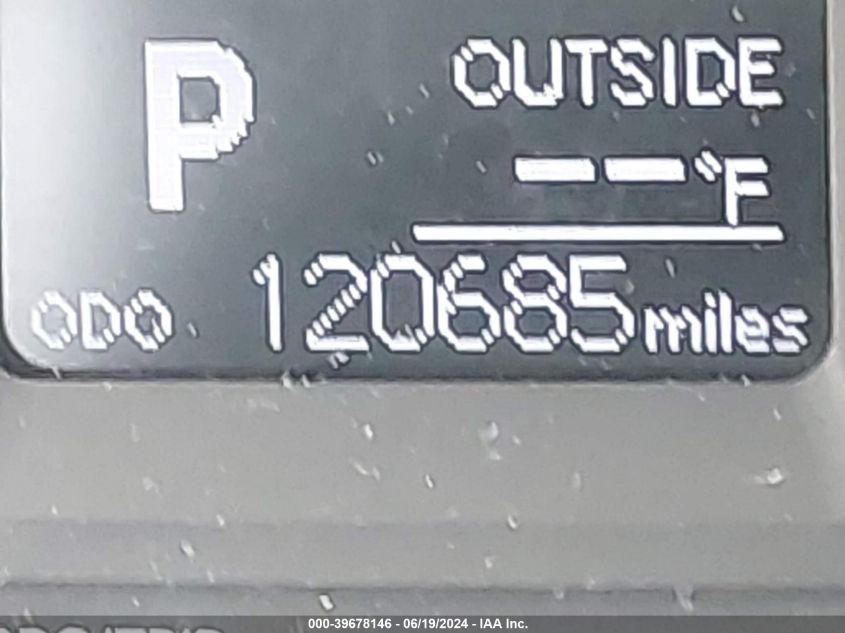 P
OUTSIDE
-- °F
ODO 120685 miles
000-39678146 - 06/19/2024 - IAA Inc.